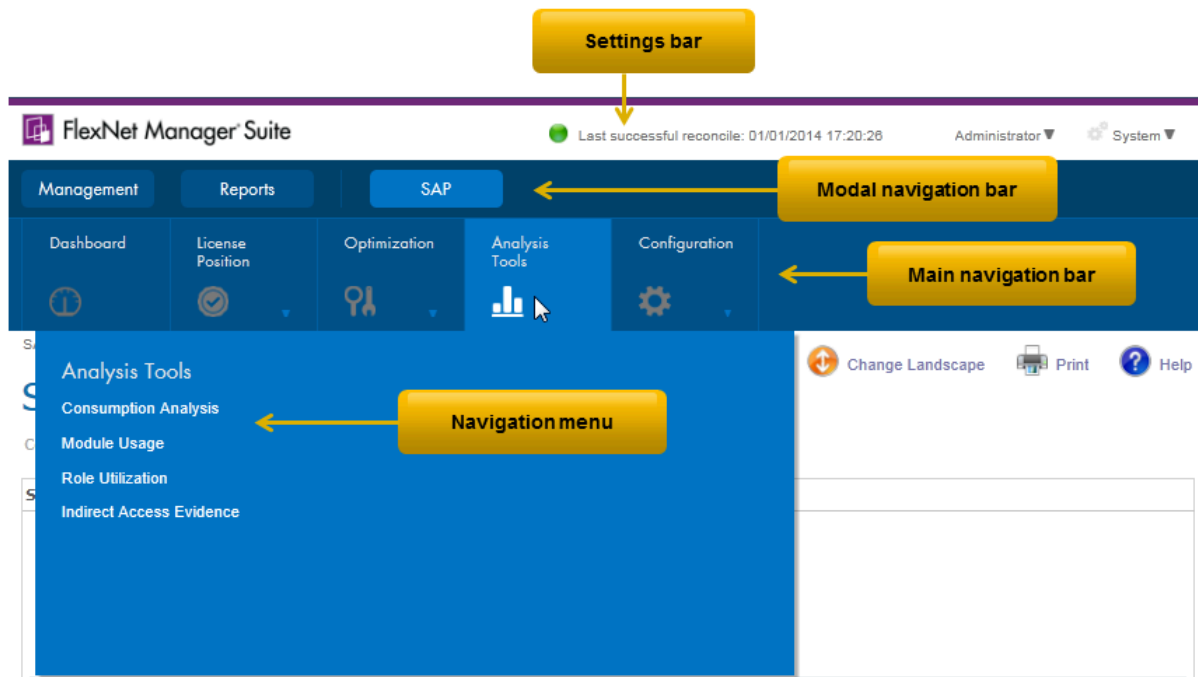 Settings bar
FlexNet Manager Suite
Last successful reconcile: 01/01/2014 17:20:26
Administrator▼
System▼
Management
Reports
SAP
Modal navigation bar
Dashboard
License
Position
Optimization
Analysis
Tools
Configuration
Main navigation bar
Change Landscape
Print
Help
Analysis Tools
Consumption Analysis
Navigation menu
Module Usage
Role Utilization
Indirect Access Evidence